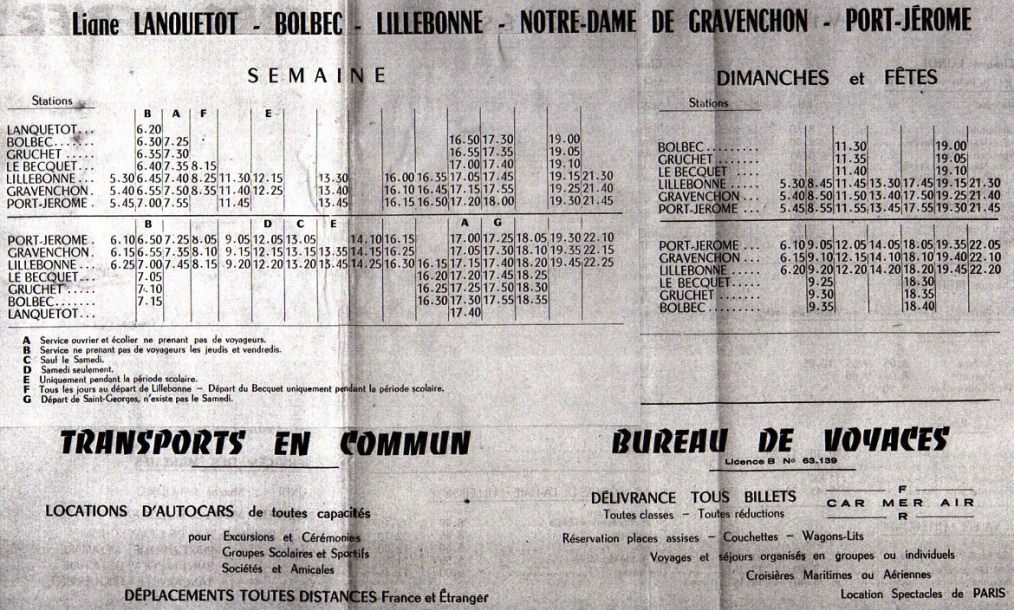 Ligne LANQUETOT - BOLBEC - LILLEBONNE - NOTRE-DAME DE GRAVENCHON - PORT-JÉROME
SEMAINE
Stations
B A F E
LANQUETOT... 6.20
BOLBEC....... 6.30 7.25 16.50 17.30 19.00
GRUCHET ..... 6.35 7.30 16.55 17.35 19.05
LE BECQUET... 6.40 7.35 8.15 17.00 17.40 19.10
LILLEBONNE... 5.30 6.45 7.40 8.25 11.30 12.15 13.30 16.00 16.35 17.05 17.45 19.15 21.30
GRAVENCHON. 5.40 6.55 7.50 8.35 11.40 12.25 13.40 16.10 16.45 17.15 17.55 19.25 21.40
PORT-JEROME. 5.45 7.00 7.55 11.45 13.45 16.15 16.50 17.20 18.00 19.30 21.45
B D C E A G
PORT-JEROME . 6.10 6.50 7.25 8.05 9.05 12.05 13.05 14.10 16.15 17.00 17.25 18.05 19.30 22.10
GRAVENCHON. 6.15 6.55 7.35 8.10 9.15 12.15 13.15 13.35 14.15 16.25 17.05 17.30 18.10 19.35 22.15
LILLEBONNE... 6.25 7.00 7.45 8.15 9.20 12.20 13.20 13.45 14.25 16.30 16.15 17.15 17.40 18.20 19.45 22.25
LE BECQUET... 7.05 16.20 17.20 17.45 18.25
GRUCHET..... 7.10 16.25 17.25 17.50 18.30
BOLBEC....... 7.15 16.30 17.30 17.55 18.35
LANQUETOT... 17.40
A Service ouvrier et écolier ne prenant pas de voyageurs.
B Service ne prenant pas de voyageurs les jeudis et vendredis.
C Sauf le Samedi.
D Samedi seulement.
E Uniquement pendant la période scolaire.
F Tous les jours au départ de Lillebonne – Départ du Becquet uniquement pendant la période scolaire.
G Départ de Saint-Georges, n'existe pas le Samedi.
DIMANCHES et FÊTES
Stations
BOLBEC......... 11.30 19.00
GRUCHET ...... 11.35 19.05
LE BECQUET.... 11.40 19.10
LILLEBONNE.... 5.30 8.45 11.45 13.30 17.45 19.15 21.30
GRAVENCHON... 5.40 8.50 11.55 13.40 17.50 19.25 21.40
PORT-JEROME... 5.45 8.55 11.55 13.45 17.55 19.30 21.45
PORT-JEROME... 6.10 9.05 12.05 14.05 18.05 19.35 22.05
GRAVENCHON... 6.15 9.10 12.15 14.10 18.10 19.40 22.10
LILLEBONNE.... 6.20 9.20 12.20 14.20 18.20 19.45 22.20
LE BECQUET.... 9.25 18.30
GRUCHET ...... 9.30 18.35
BOLBEC......... 9.35 18.40
TRANSPORTS EN COMMUN
LOCATIONS D'AUTOCARS de toutes capacités
pour Excursions et Cérémonies
Groupes Scolaires et Sportifs
Sociétés et Amicales
DÉPLACEMENTS TOUTES DISTANCES France et Étranger
BUREAU DE VOYAGES
Licence B Nº 63.139
DÉLIVRANCE TOUS BILLETS
Toutes classes – Toutes réductions
F
CAR MER AIR
R
Réservation places assises – Couchettes – Wagons-Lits
Voyages et séjours organisés en groupes ou individuels
Croisières Maritimes ou Aériennes
Location Spectacles de PARIS